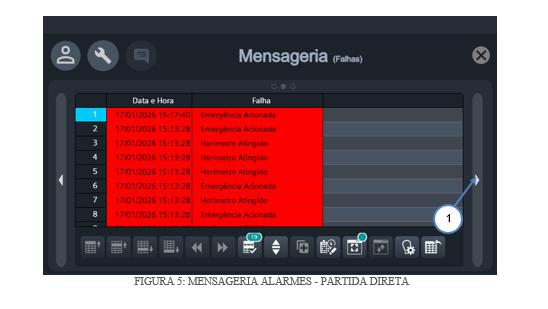 Mensageria (Falhas)
Data e Hora Falha
1 17/01/2026 15:17:40 Emergência Acionada
2 17/01/2026 15:13:28 Emergência Acionada
3 17/01/2026 15:13:28 Horímetro Atingido
4 17/01/2026 15:13:28 Horímetro Atingido
5 17/01/2026 15:13:28 Horímetro Atingido
6 17/01/2026 15:13:28 Emergência Acionada
7 17/01/2026 15:13:28 Horímetro Atingido
8 17/01/2026 15:13:28 Emergência Acionada
1
19
FIGURA 5: MENSAGERIA ALARMES - PARTIDA DIRETA